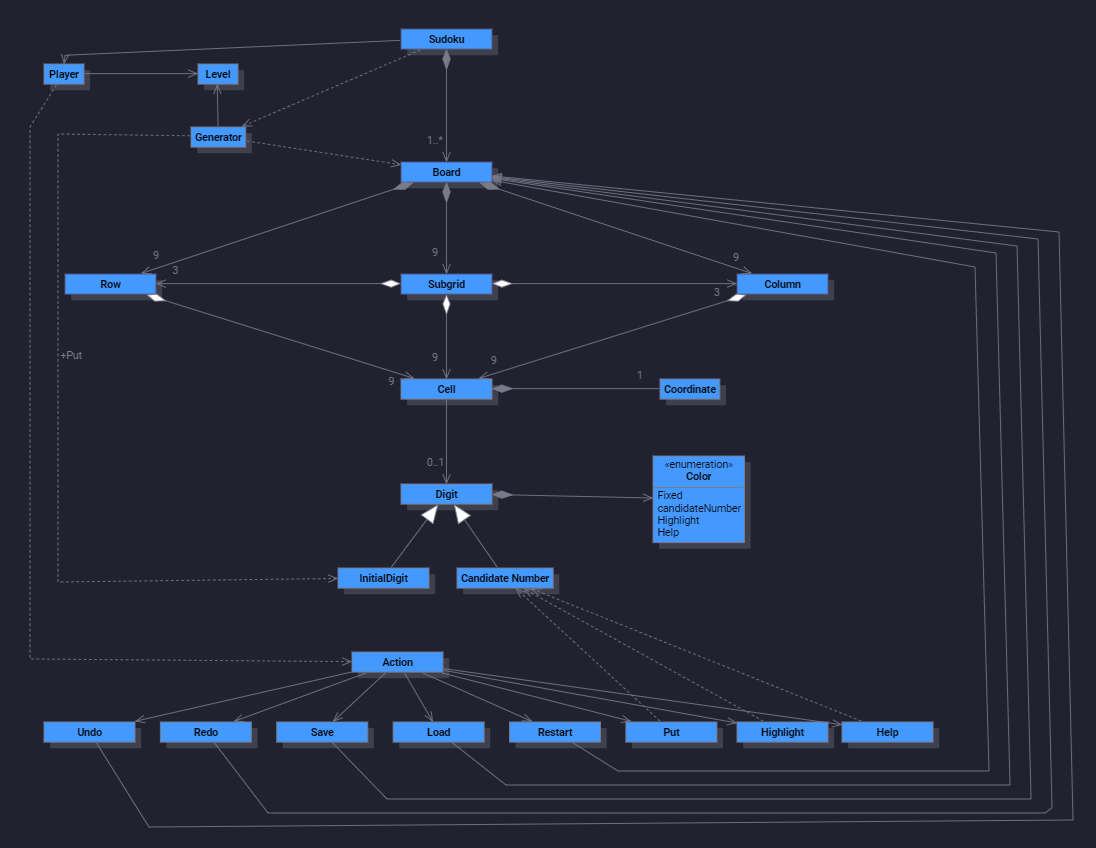 Sudoku
Player
Level
Generator
1..*
Board
9
3
9
9
Row
Subgrid
Column
3
+Put
9
9
9
1
Cell
Coordinate
0..1
Digit
«enumeration»
Color
Fixed
candidateNumber
Highlight
Help
InitialDigit
Candidate Number
Action
Undo
Redo
Save
Load
Restart
Put
Highlight
Help